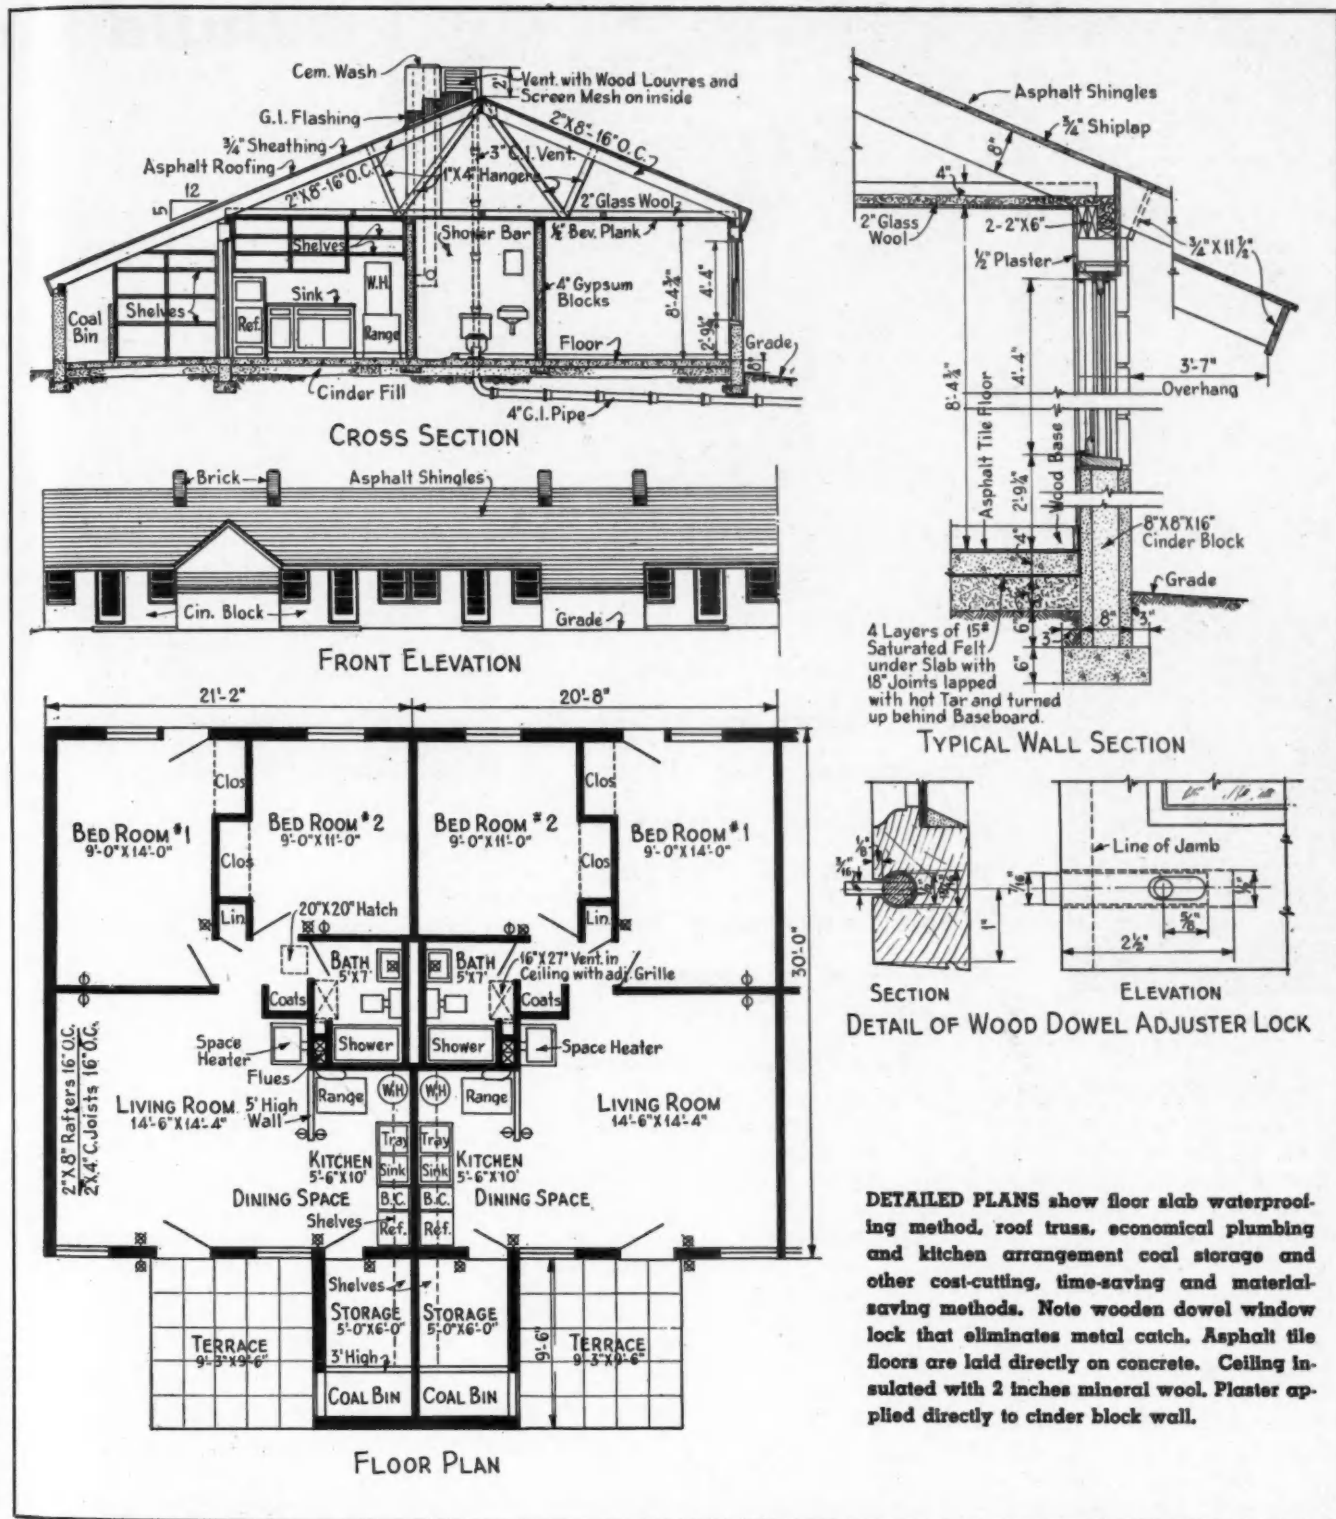 Cem. Wash
2'
Vent. with Wood Louvres and
Screen Mesh on inside
G.I. Flashing
3/4" Sheathing
Asphalt Roofing
12
5
2"X8"-16"O.C.
2"X8"-16"O.C.
3"C.I. Vent.
1"X4" Hangers
2" Glass Wool
1/2" Bev. Plank
Shelves
Shower Bar
Sink
W.H.
4" Gypsum
Blocks
8'-4 3/4"
4'-4"
2'-9 1/4"
Coal
Bin
Shelves
Ref.
Range
Floor
Grade
8"
Cinder Fill
4"C.I. Pipe
CROSS SECTION
Brick
Asphalt Shingles
Cin. Block
Grade
FRONT ELEVATION
Asphalt Shingles
3/4" Shiplap
8"
4"
2" Glass
Wool
2-2"X6"
1/2" Plaster
3/4" X 11 1/2"
8'-4 3/4"
4'-4"
3'-7"
Overhang
Asphalt Tile Floor
Wood Base
2'-9 1/4"
8"X8"X16"
Cinder Block
4"
Grade
6"
3"
8"
3"
6"
4 Layers of 15#
Saturated Felt
under Slab with
18" Joints lapped
with hot Tar and turned
up behind Baseboard.
TYPICAL WALL SECTION
21'-2"
20'-8"
Clos
Clos
BED ROOM #1
9'-0"X14'-0"
BED ROOM #2
9'-0"X11'-0"
BED ROOM #2
9'-0"X11'-0"
BED ROOM #1
9'-0"X14'-0"
Clos
Clos
Lin.
Lin.
20"X20" Hatch
BATH
5'X7'
BATH
5'X7'
16"X27" Vent. in
Ceiling with adj. Grille
30'-0"
Coats
Coats
Space
Heater
Shower
Shower
Space Heater
Flues
2"X8" Rafters 16"O.C.
2"X4" C. Joists 16"O.C.
5' High
Wall
Range
W.H
W.H
Range
LIVING ROOM
14'-6"X14'-4"
LIVING ROOM
14'-6"X14'-4"
Tray
Tray
KITCHEN
5'-6"X10'
Sink
Sink
KITCHEN
5'-6"X10'
DINING SPACE
B.C.
B.C.
DINING SPACE
Shelves
Ref.
Ref.
Shelves
STORAGE
5'-0"X6'-0"
STORAGE
5'-0"X6'-0"
TERRACE
9'-3"X9'-6"
TERRACE
9'-3"X9'-6"
3' High
9'-6"
COAL BIN
COAL BIN
FLOOR PLAN
3/16"
1/8"
1"
SECTION
Line of Jamb
7/16"
1/2"
5/8"
2 1/2"
ELEVATION
DETAIL OF WOOD DOWEL ADJUSTER LOCK
DETAILED PLANS show floor slab waterproof-
ing method, roof truss, economical plumbing
and kitchen arrangement coal storage and
other cost-cutting, time-saving and material-
saving methods. Note wooden dowel window
lock that eliminates metal catch. Asphalt tile
floors are laid directly on concrete. Ceiling in-
sulated with 2 inches mineral wool. Plaster ap-
plied directly to cinder block wall.